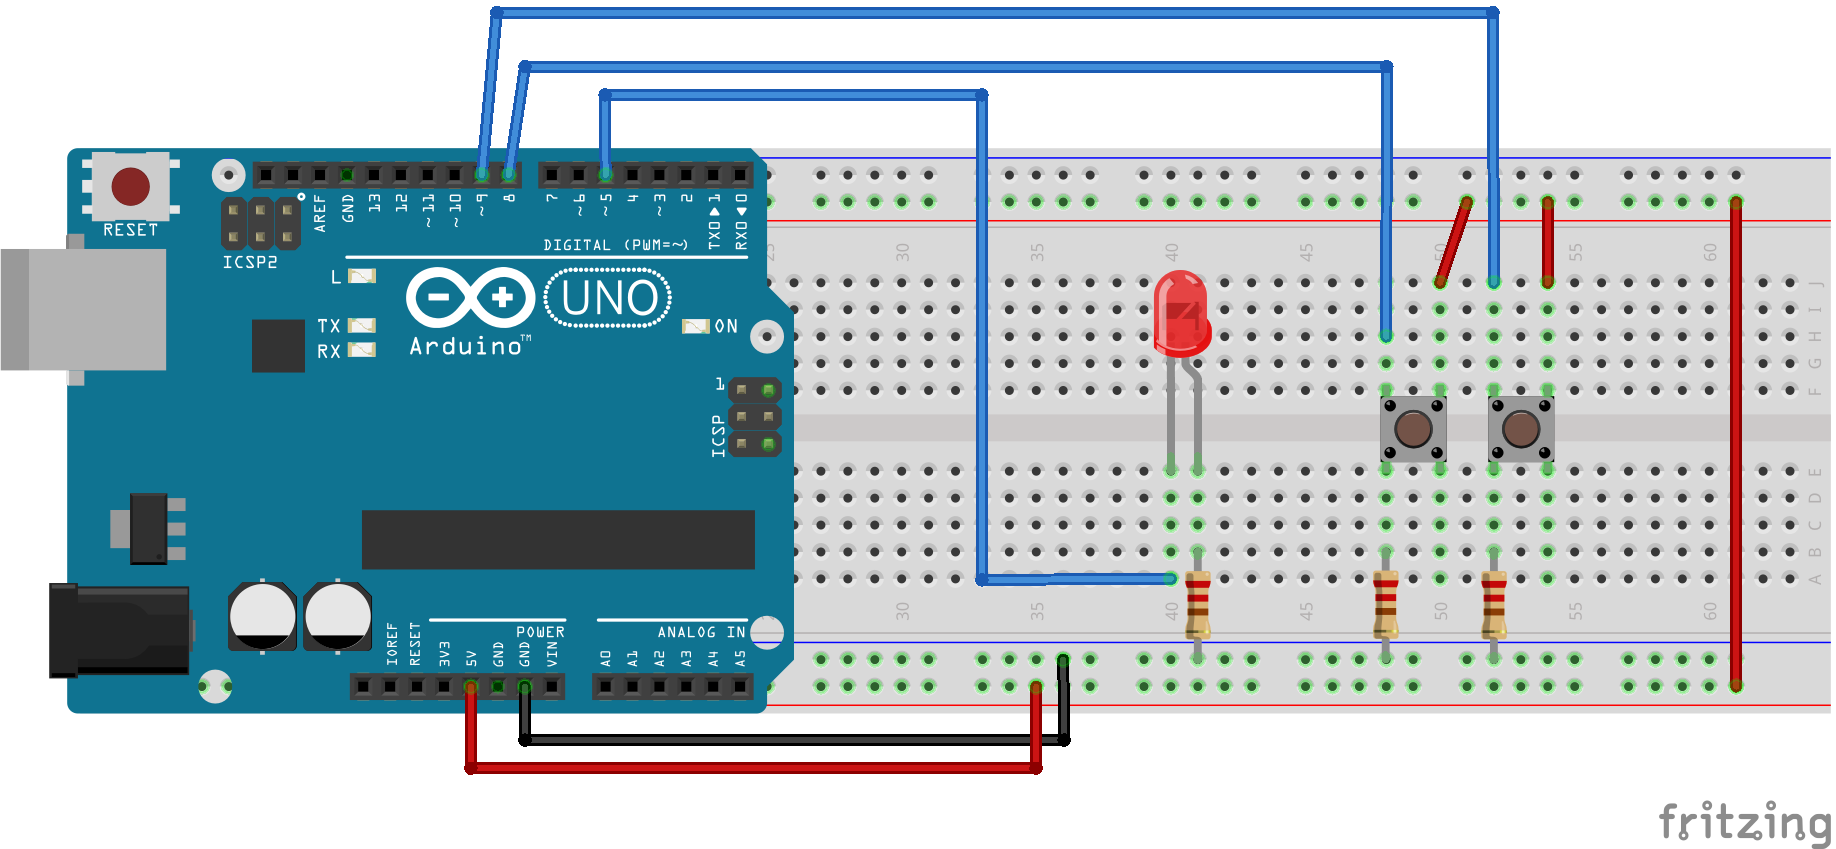 RESET
ICSP2
AREF
GND
13
12
~11
~10
~9
8
7
~6
~5
4
~3
2
TX0▶1
RX0◀0
DIGITAL (PWM=~)
L
TX
RX
UNO
ON
Arduino™
1
ICSP
25
30
35
40
45
50
55
60
J
I
H
G
F
E
D
C
B
A
30
35
40
45
50
55
60
POWER
ANALOG IN
IOREF
RESET
3V3
5V
GND
GND
VIN
A0
A1
A2
A3
A4
A5
fritzing